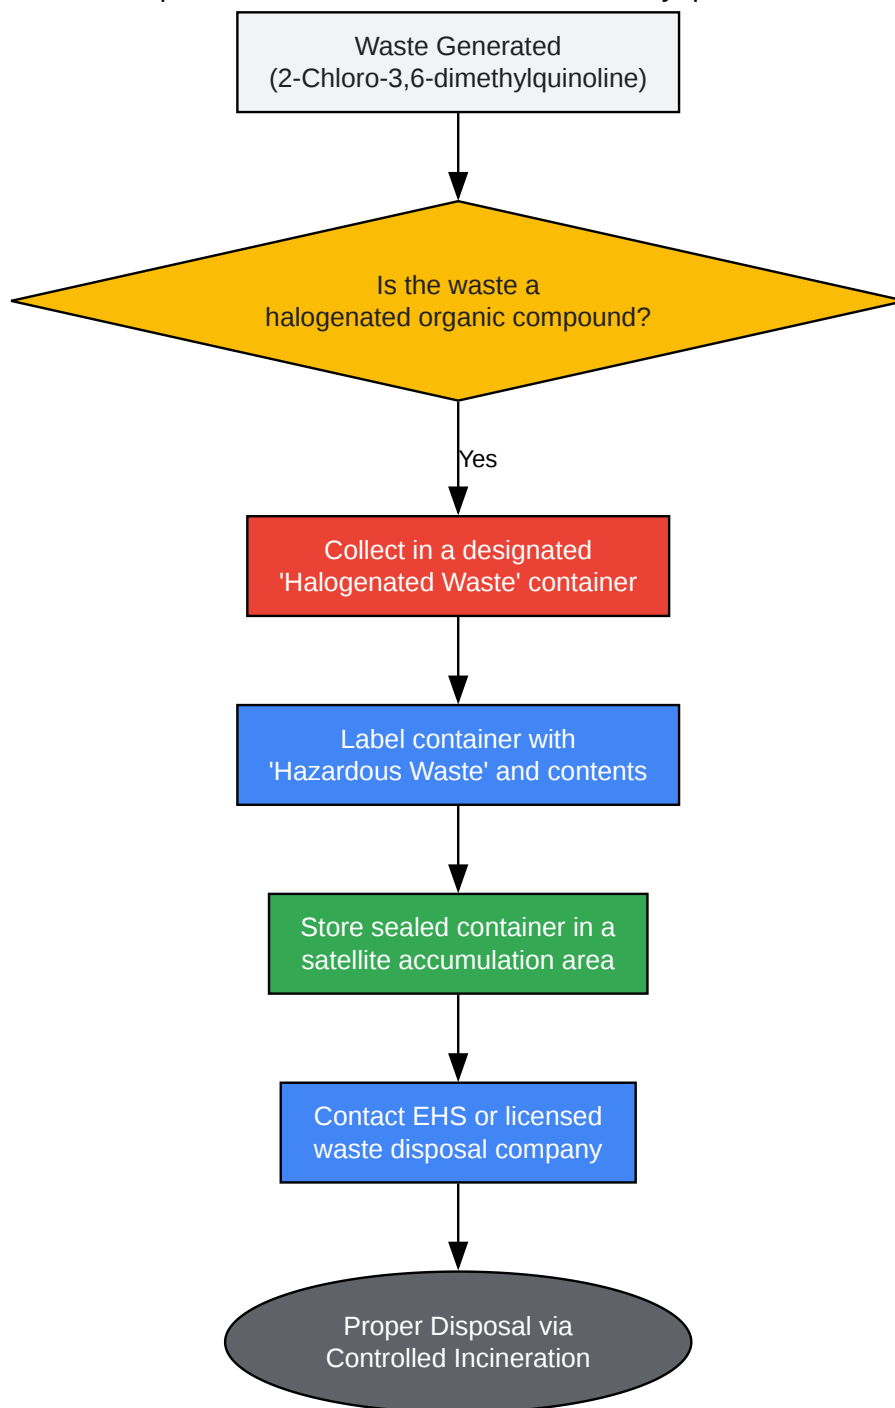 Waste Generated
(2-Chloro-3,6-dimethylquinoline)
Is the waste a
halogenated organic compound?
Yes
Collect in a designated
'Halogenated Waste' container
Label container with
'Hazardous Waste' and contents
Store sealed container in a
satellite accumulation area
Contact EHS or licensed
waste disposal company
Proper Disposal via
Controlled Incineration